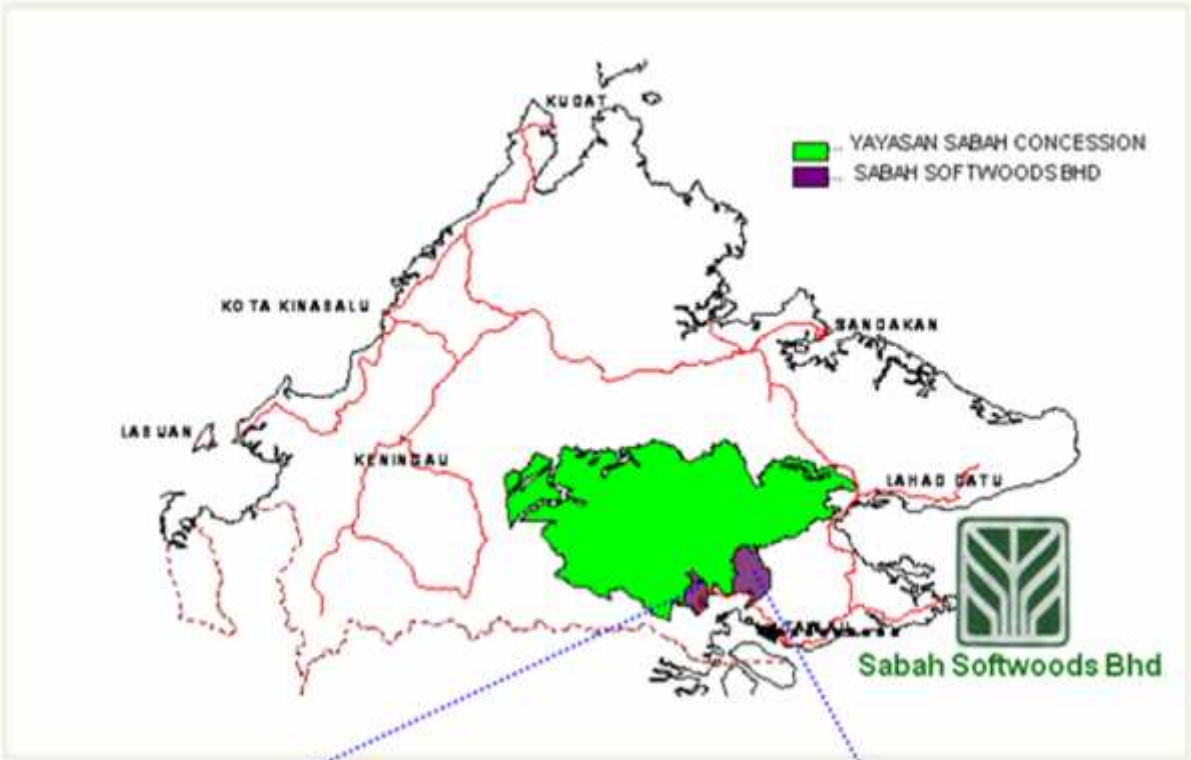 KUDAT
.. YAYASAN SABAH CONCESSION
.. SABAH SOFTWOODS BHD
KOTA KINABALU
SANDAKAN
LABUAN
KENINGAU
LAHAD DATU
Sabah Softwoods Bhd